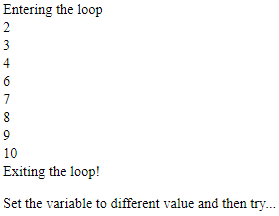 Entering the loop
2
3
4
6
7
8
9
10
Exiting the loop!
Set the variable to different value and then try...